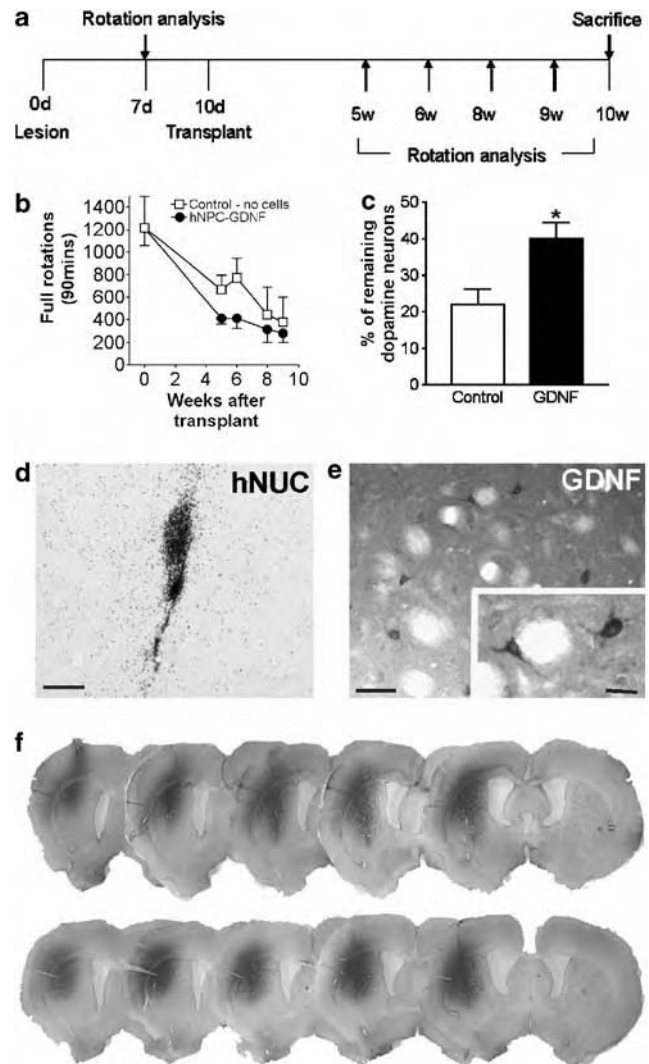 a
Rotation analysis
Sacrifice
0d
7d
10d
5w
6w
8w
9w
10w
Lesion
Transplant
Rotation analysis
b
Full rotations
(90mins)
1400
1200
1000
800
600
400
200
0
2
4
6
8
10
Weeks after
transplant
Control - no cells
hNPC-GDNF
c
% of remaining
dopamine neurons
50
40
30
20
10
0
*
Control
GDNF
d
hNUC
e
GDNF
f